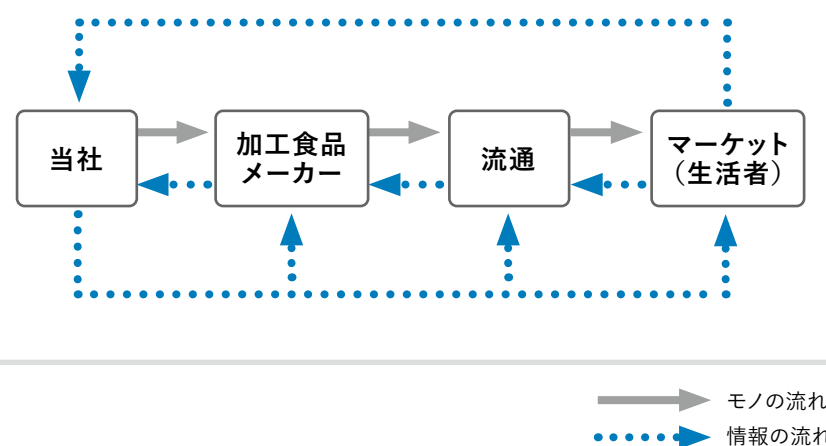 当社
加工食品
メーカー
流通
マーケット
（生活者）
モノの流れ
情報の流れ